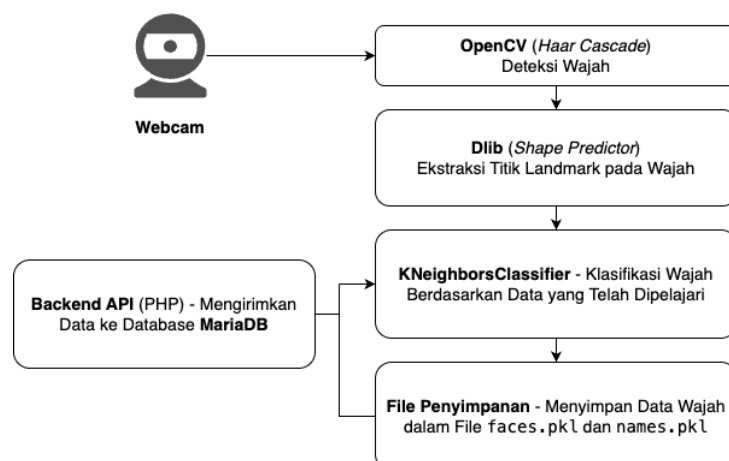 OpenCV (Haar Cascade)
Deteksi Wajah
Webcam
Dlib (Shape Predictor)
Ekstraksi Titik Landmark pada Wajah
KNeighborsClassifier - Klasifikasi Wajah
Berdasarkan Data yang Telah Dipelajari
Backend API (PHP) - Mengirimkan
Data ke Database MariaDB
File Penyimpanan - Menyimpan Data Wajah
dalam File faces.pkl dan names.pkl